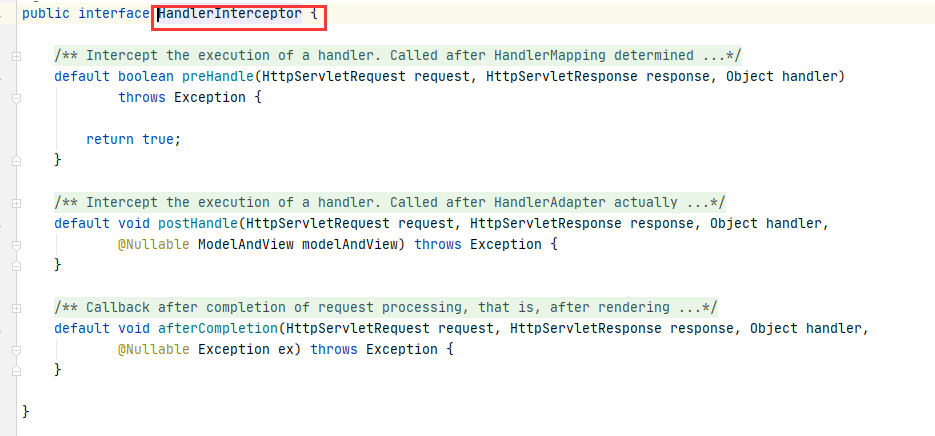 public interface HandlerInterceptor {
/** Intercept the execution of a handler. Called after HandlerMapping determined ...*/
default boolean preHandle(HttpServletRequest request, HttpServletResponse response, Object handler)
throws Exception {
return true;
}
/** Intercept the execution of a handler. Called after HandlerAdapter actually ...*/
default void postHandle(HttpServletRequest request, HttpServletResponse response, Object handler,
@Nullable ModelAndView modelAndView) throws Exception {
}
/** Callback after completion of request processing, that is, after rendering ...*/
default void afterCompletion(HttpServletRequest request, HttpServletResponse response, Object handler,
@Nullable Exception ex) throws Exception {
}
}